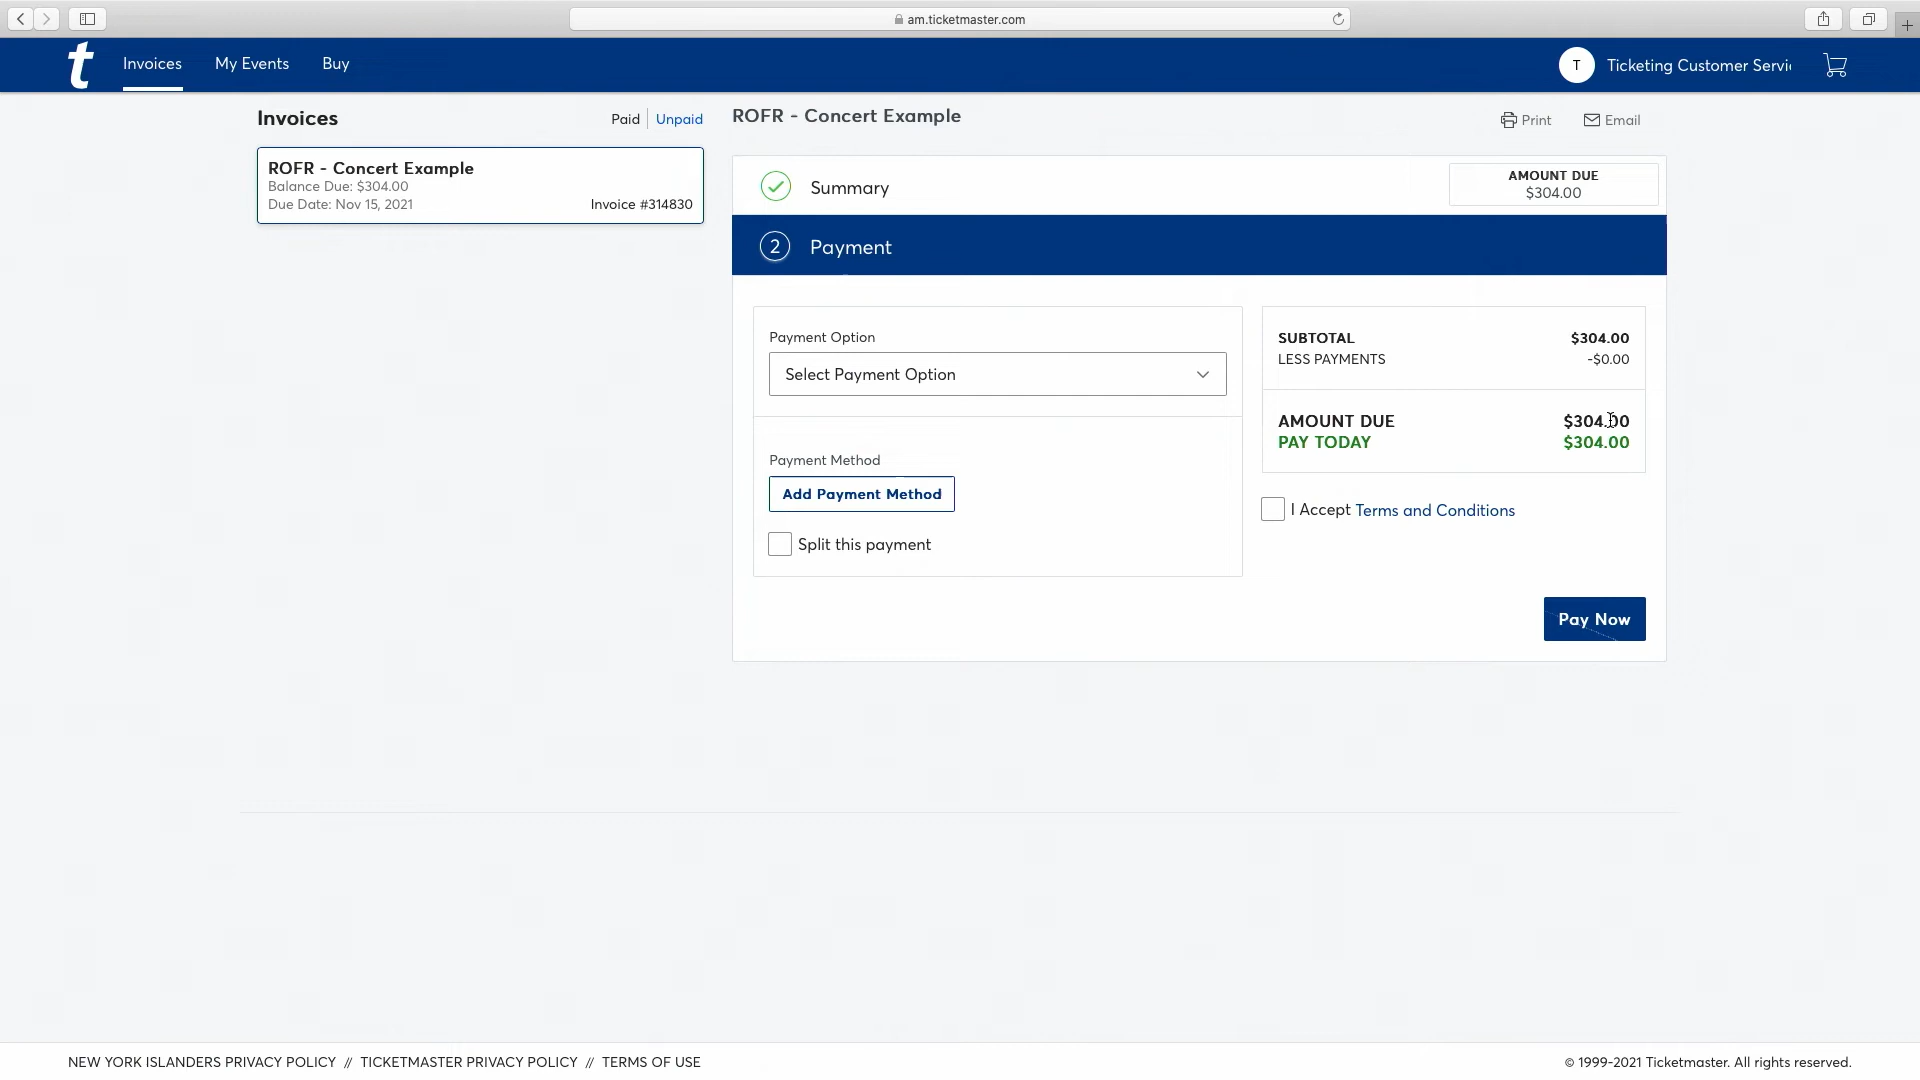 am.ticketmaster.com
t
Invoices
My Events
Buy
T
Ticketing Customer Servi
Invoices
Paid
Unpaid
ROFR - Concert Example
Balance Due: $304.00
Due Date: Nov 15, 2021
Invoice #314830
ROFR - Concert Example
Print
Email
Summary
AMOUNT DUE
$304.00
2 Payment
Payment Option
Select Payment Option
Payment Method
Add Payment Method
Split this payment
SUBTOTAL $304.00
LESS PAYMENTS -$0.00
AMOUNT DUE $304.00
PAY TODAY $304.00
I Accept Terms and Conditions
Pay Now
NEW YORK ISLANDERS PRIVACY POLICY // TICKETMASTER PRIVACY POLICY // TERMS OF USE
© 1999-2021 Ticketmaster. All rights reserved.